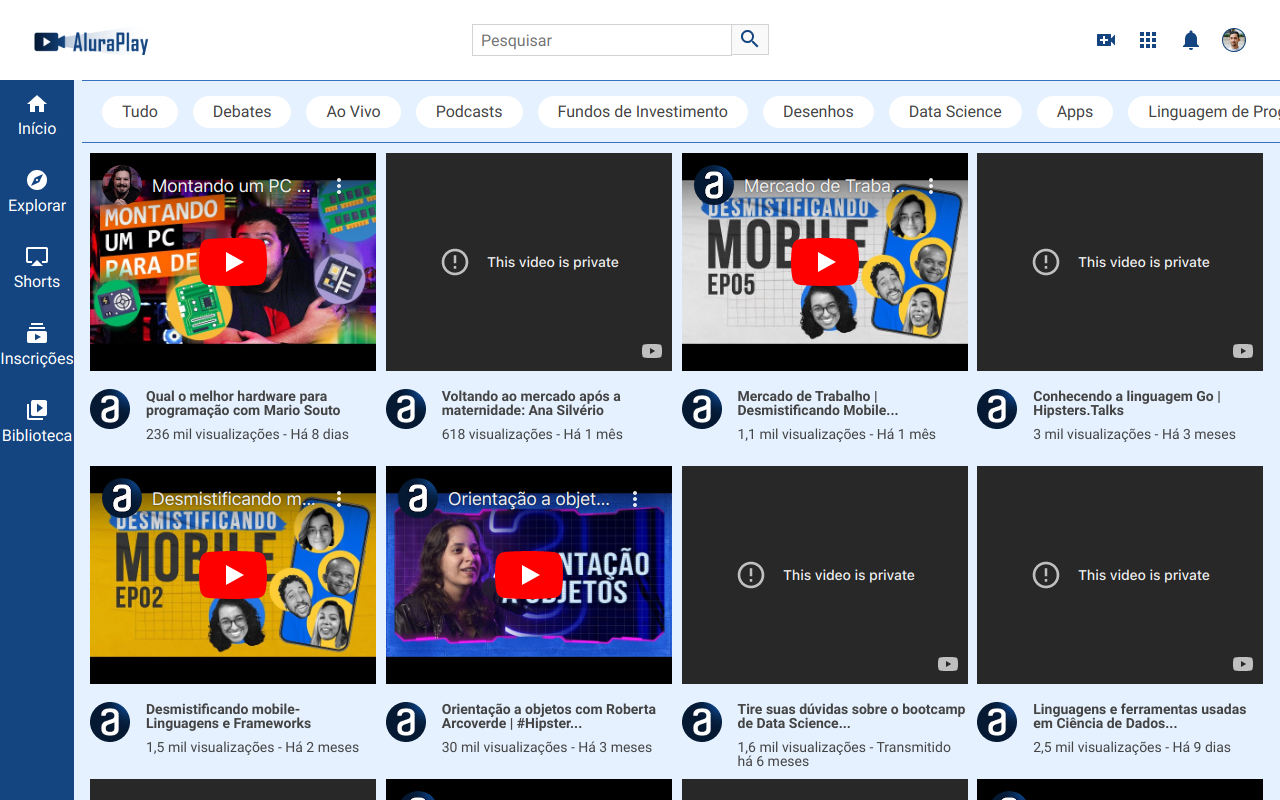 AluraPlay
Pesquisar
Início
Explorar
Shorts
Inscrições
Biblioteca
Tudo
Debates
Ao Vivo
Podcasts
Fundos de Investimento
Desenhos
Data Science
Apps
Linguagem de Prog
Montando um PC ...
MONTANDO
UM PC
PARA DE
This video is private
Mercado de Traba...
DESMISTIFICANDO
MOBILE
EP05
This video is private
Qual o melhor hardware para
programação com Mario Souto
236 mil visualizações - Há 8 dias
Voltando ao mercado após a
maternidade: Ana Silvério
618 visualizações - Há 1 mês
Mercado de Trabalho |
Desmistificando Mobile...
1,1 mil visualizações - Há 1 mês
Conhecendo a linguagem Go |
Hipsters.Talks
3 mil visualizações - Há 3 meses
Desmistificando m...
DESMISTIFICANDO
MOBILE
EP02
Orientação a objet...
NTAÇÃO
A OBJETOS
This video is private
This video is private
Desmistificando mobile-
Linguagens e Frameworks
1,5 mil visualizações - Há 2 meses
Orientação a objetos com Roberta
Arcoverde | #Hipster...
30 mil visualizações - Há 3 meses
Tire suas dúvidas sobre o bootcamp
de Data Science...
1,6 mil visualizações - Transmitido
há 6 meses
Linguagens e ferramentas usadas
em Ciência de Dados...
2,5 mil visualizações - Há 9 dias